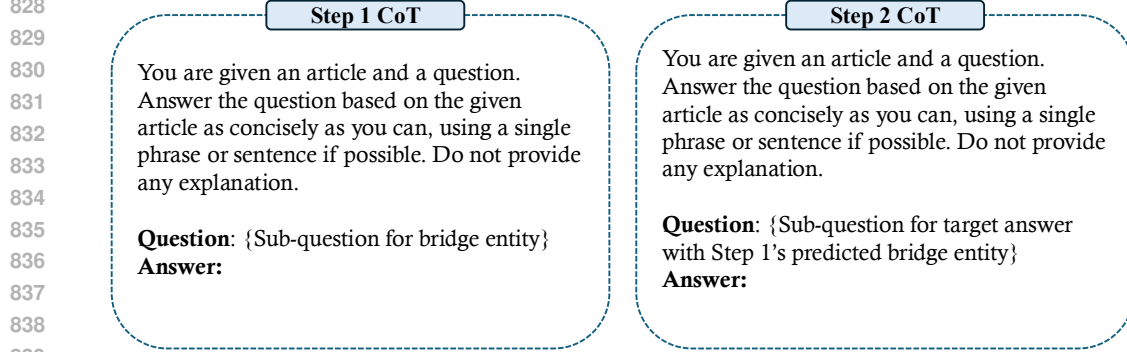 828
829
830
831
832
833
834
835
836
837
838
Step 1 CoT
You are given an article and a question.
Answer the question based on the given
article as concisely as you can, using a single
phrase or sentence if possible. Do not provide
any explanation.
Question: {Sub-question for bridge entity}
Answer:
Step 2 CoT
You are given an article and a question.
Answer the question based on the given
article as concisely as you can, using a single
phrase or sentence if possible. Do not provide
any explanation.
Question: {Sub-question for target answer
with Step 1's predicted bridge entity}
Answer: